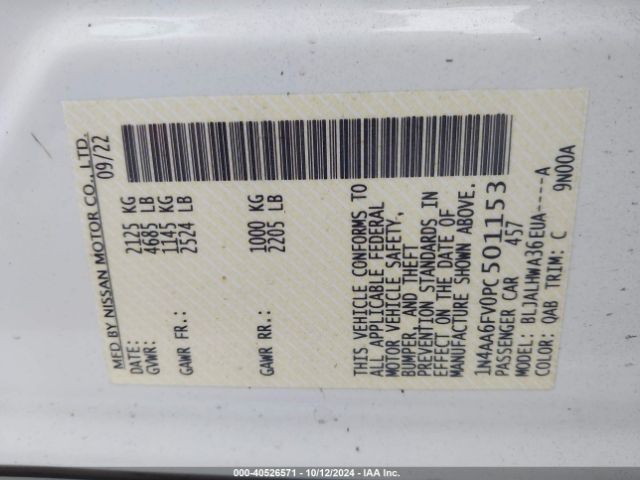 MFD BY NISSAN MOTOR CO., LTD.
DATE: 09/22
GVWR: 2125 KG
4685 LB
GAWR FR.: 1145 KG
2524 LB
GAWR RR.: 1000 KG
2205 LB
THIS VEHICLE CONFORMS TO
ALL APPLICABLE FEDERAL
MOTOR VEHICLE SAFETY,
BUMPER, AND THEFT
PREVENTION STANDARDS IN
EFFECT ON THE DATE OF
MANUFACTURE SHOWN ABOVE.
1N4AA6FV0PC501153
PASSENGER CAR 457
MODEL: BLJALHWA36EUA-----A
COLOR: QAB TRIM: C 9N00A
000-40526571 - 10/12/2024 - IAA Inc.